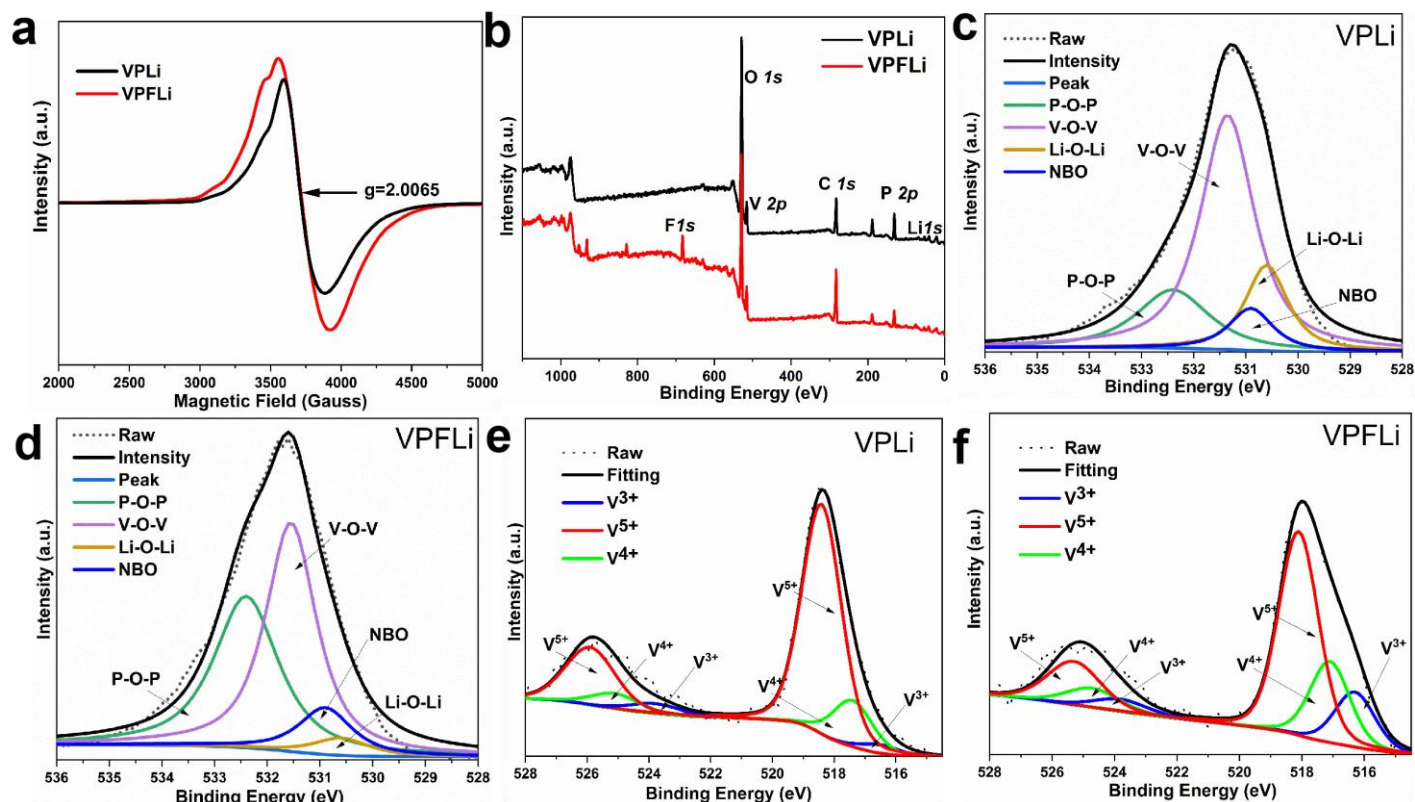 a
VPLi
VPFLi
g=2.0065
Intensity (a.u.)
2000 2500 3000 3500 4000 4500 5000
Magnetic Field (Gauss)
b
VPLi
VPFLi
O 1s
V 2p
C 1s
P 2p
Li1s
F1s
Intensity (a.u.)
1000 800 600 400 200 0
Binding Energy (eV)
c
VPLi
Raw
Intensity
Peak
P-O-P
V-O-V
Li-O-Li
NBO
V-O-V
Li-O-Li
P-O-P
NBO
Intensity (a.u.)
536 535 534 533 532 531 530 529 528
Binding Energy (eV)
d
VPFLi
Raw
Intensity
Peak
P-O-P
V-O-V
Li-O-Li
NBO
V-O-V
NBO
P-O-P
Li-O-Li
Intensity (a.u.)
536 535 534 533 532 531 530 529 528
Binding Energy (eV)
e
VPLi
Raw
Fitting
V3+
V5+
V4+
V5+
V5+
V4+
V3+
V4+
V3+
Intensity (a.u.)
528 526 524 522 520 518 516
Binding Energy (eV)
f
VPFLi
Raw
Fitting
V3+
V5+
V4+
V5+
V3+
V5+
V4+
V3+
V4+
Intensity (a.u.)
528 526 524 522 520 518 516
Binding Energy (eV)